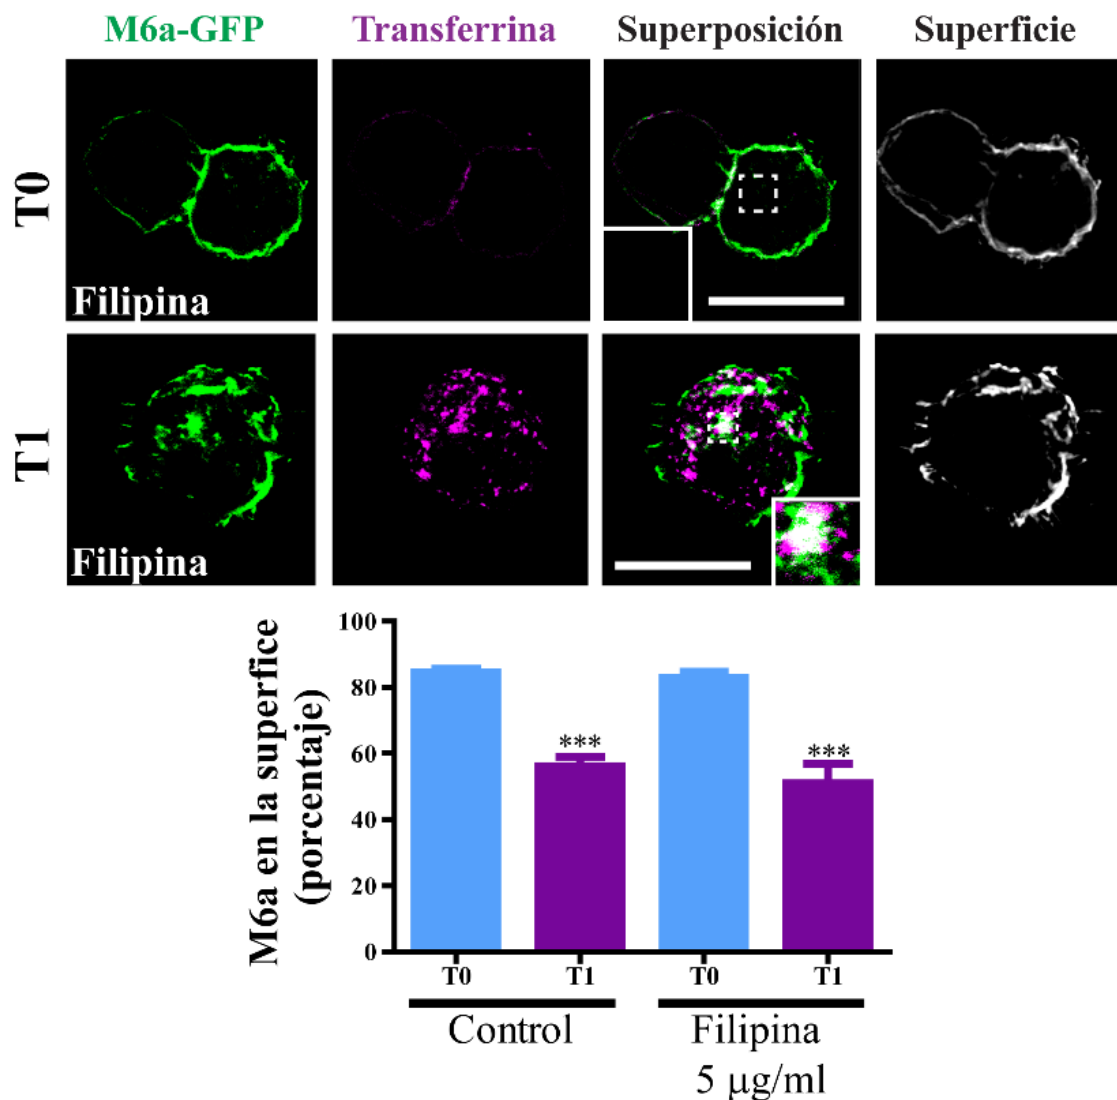 M6a-GFP Transferrina Superposición Superficie
T0
Filipina
T1
Filipina
M6a en la superfice
(porcentaje)
100
80
60
40
20
0
***
***
T0 T1 T0 T1
Control Filipina
5 µg/ml